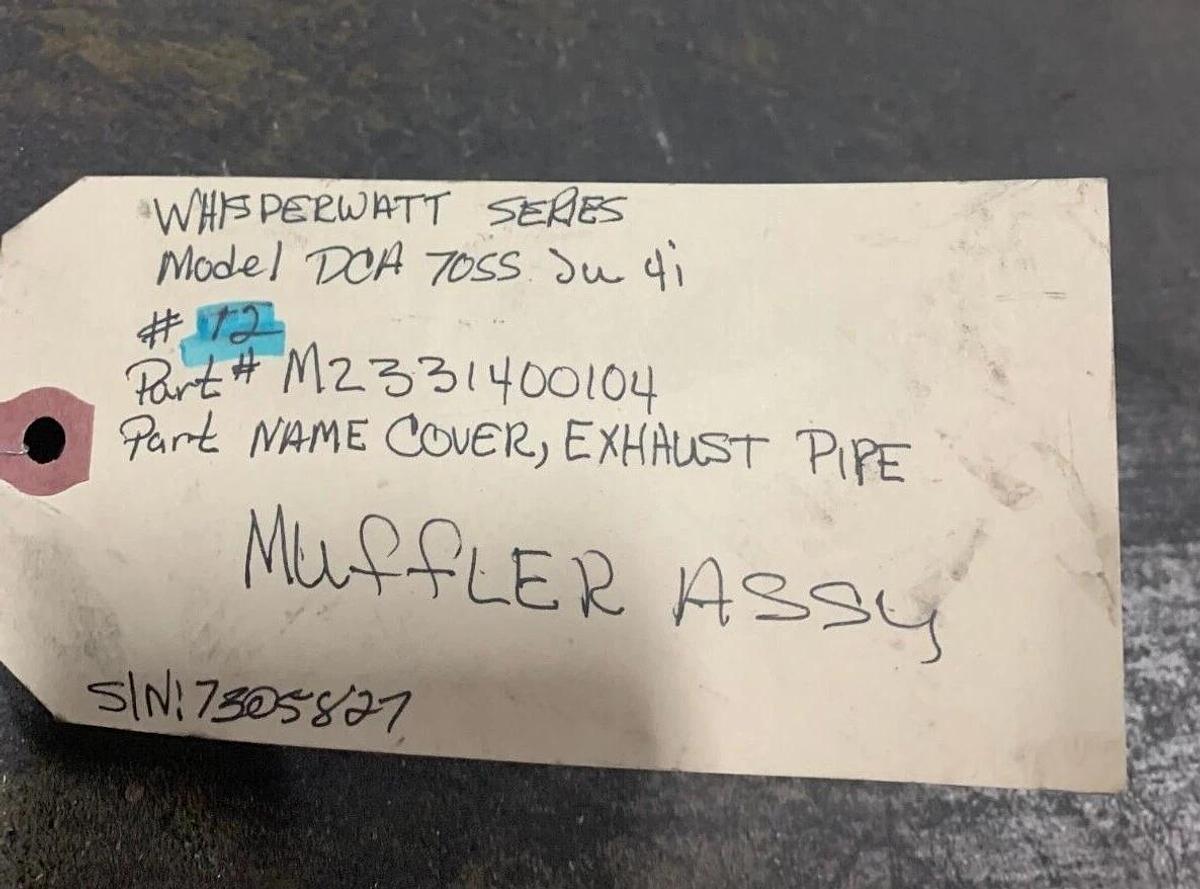 WHISPERWATT SERIES
Model DCA 70SS Ju 4i
# 12
Part # M2331400104
Part NAME COVER, EXHAUST PIPE
MuffLER ASSy
S/N: 7305827